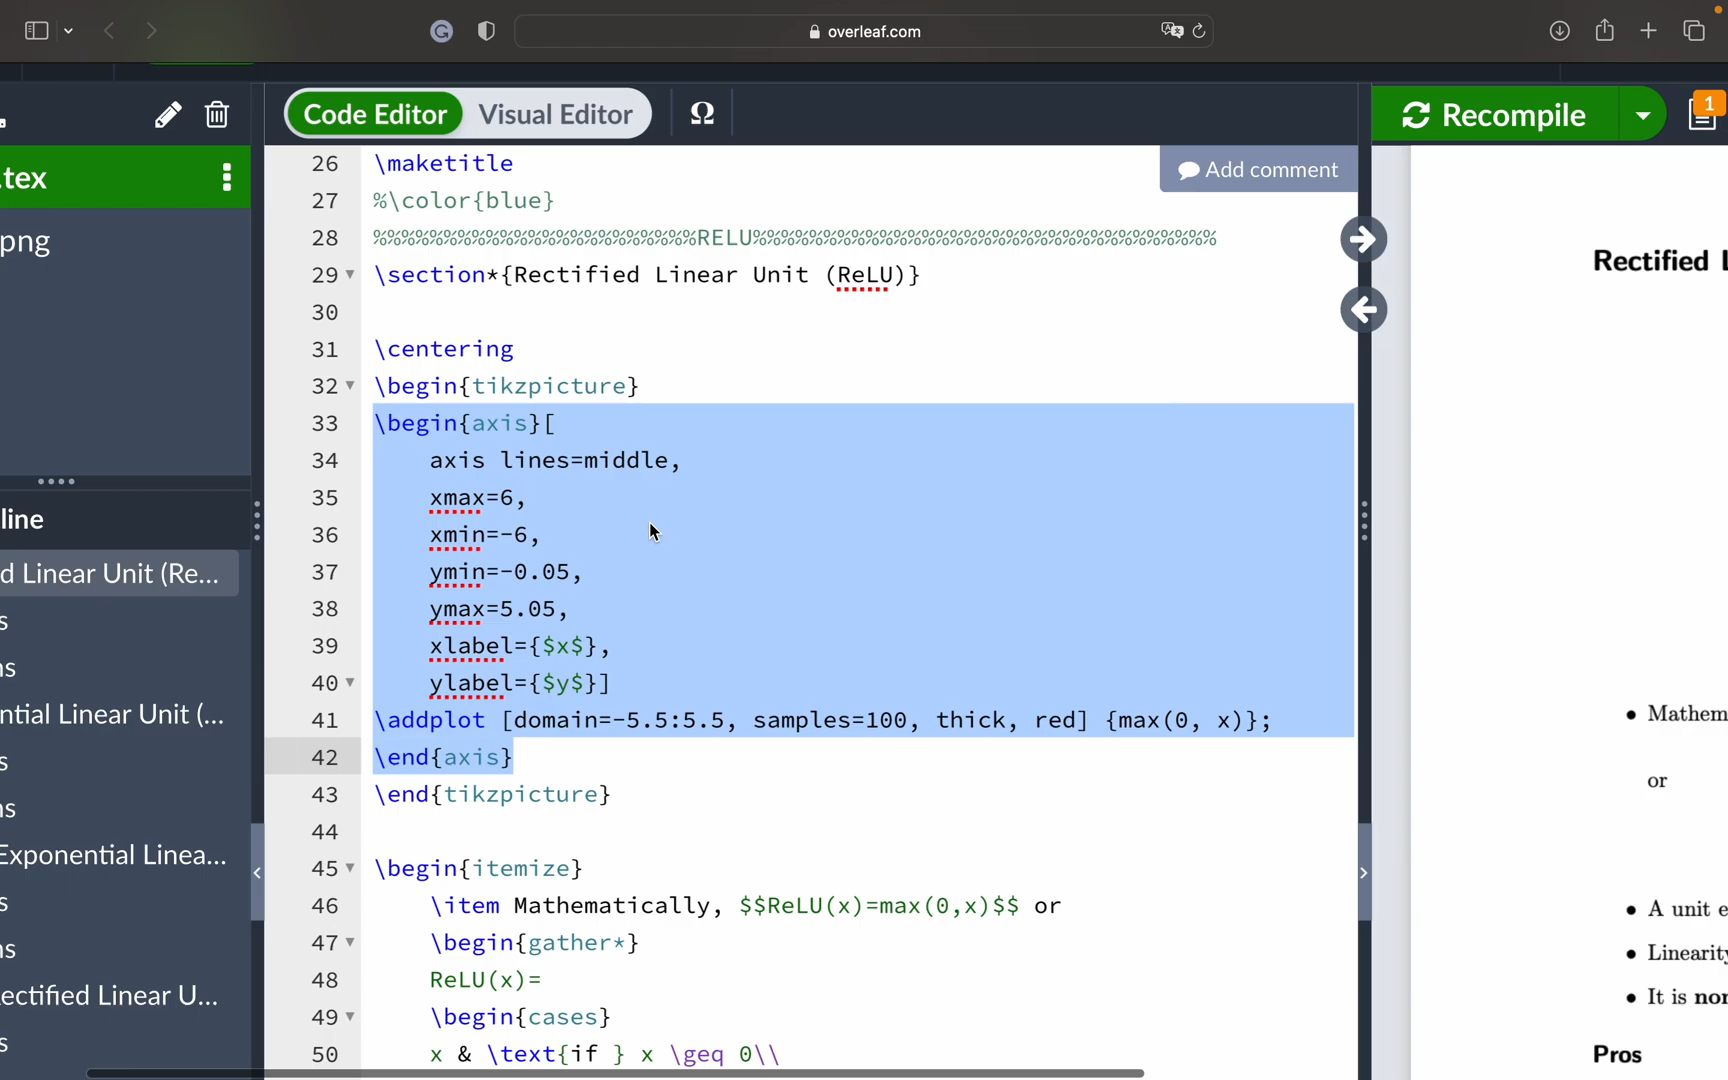 overleaf.com
Code Editor
Visual Editor
Ω
Recompile
1
.tex
png
Add comment
26 \maketitle
27 %\color{blue}
28 %%%%%%%%%%%%%%%%%%%%%%%RELU%%%%%%%%%%%%%%%%%%%%%%%%%%%%%%%%%
29 \section*{Rectified Linear Unit (ReLU)}
30
31 \centering
32 \begin{tikzpicture}
33 \begin{axis}[
34 axis lines=middle,
35 xmax=6,
36 xmin=-6,
37 ymin=-0.05,
38 ymax=5.05,
39 xlabel={$x$},
40 ylabel={$y$}]
41 \addplot [domain=-5.5:5.5, samples=100, thick, red] {max(0, x)};
42 \end{axis}
43 \end{tikzpicture}
44
45 \begin{itemize}
46 \item Mathematically, $$ReLU(x)=max(0,x)$$ or
47 \begin{gather*}
48 ReLU(x)=
49 \begin{cases}
50 x & \text{if } x \geq 0\\
line
d Linear Unit (Re...
s
ns
ntial Linear Unit (...
s
ns
Exponential Linea...
s
ns
ectified Linear U...
s
Rectified L
• Mathem
or
• A unit e
• Linearity
• It is non
Pros